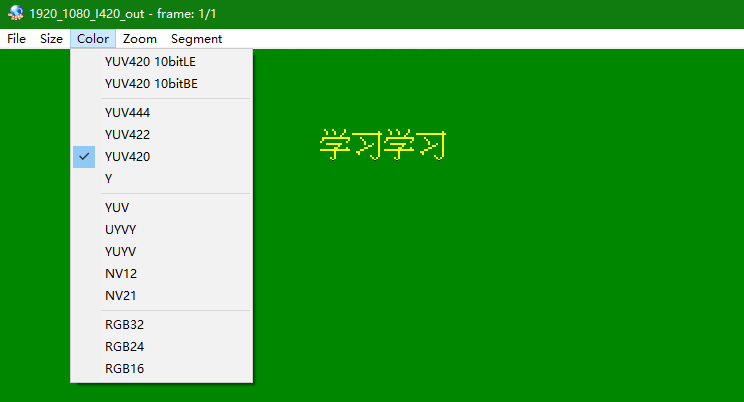 1920_1080_I420_out - frame: 1/1
File Size Color Zoom Segment
YUV420 10bitLE
YUV420 10bitBE
YUV444
YUV422
YUV420
Y
YUV
UYVY
YUYV
NV12
NV21
RGB32
RGB24
RGB16
学习学习